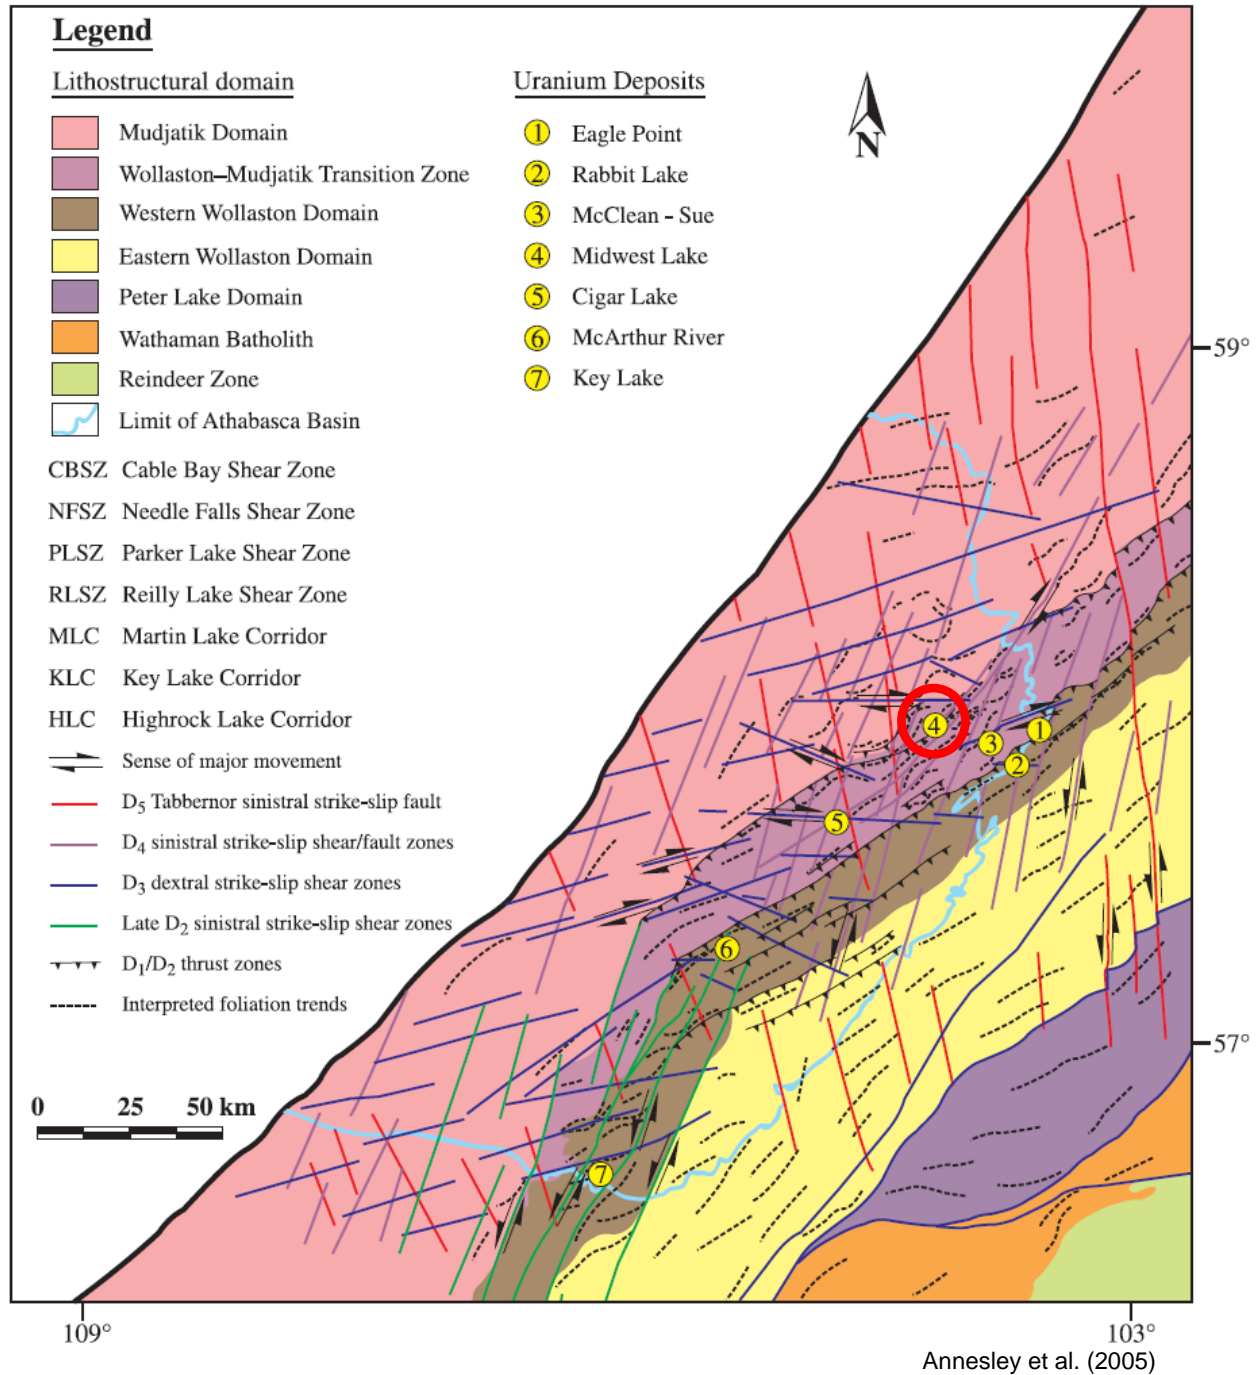 Legend
Lithostructural domain
Mudjatik Domain
Wollaston–Mudjatik Transition Zone
Western Wollaston Domain
Eastern Wollaston Domain
Peter Lake Domain
Wathaman Batholith
Reindeer Zone
Limit of Athabasca Basin
CBSZ Cable Bay Shear Zone
NFSZ Needle Falls Shear Zone
PLSZ Parker Lake Shear Zone
RLSZ Reilly Lake Shear Zone
MLC Martin Lake Corridor
KLC Key Lake Corridor
HLC Highrock Lake Corridor
Sense of major movement
D5 Tabbernor sinistral strike-slip fault
D4 sinistral strike-slip shear/fault zones
D3 dextral strike-slip shear zones
Late D2 sinistral strike-slip shear zones
D1/D2 thrust zones
Interpreted foliation trends
0 25 50 km
Uranium Deposits
1 Eagle Point
2 Rabbit Lake
3 McClean - Sue
4 Midwest Lake
5 Cigar Lake
6 McArthur River
7 Key Lake
N
59°
4
1
3
2
5
6
57°
7
109°
103°
Annesley et al. (2005)